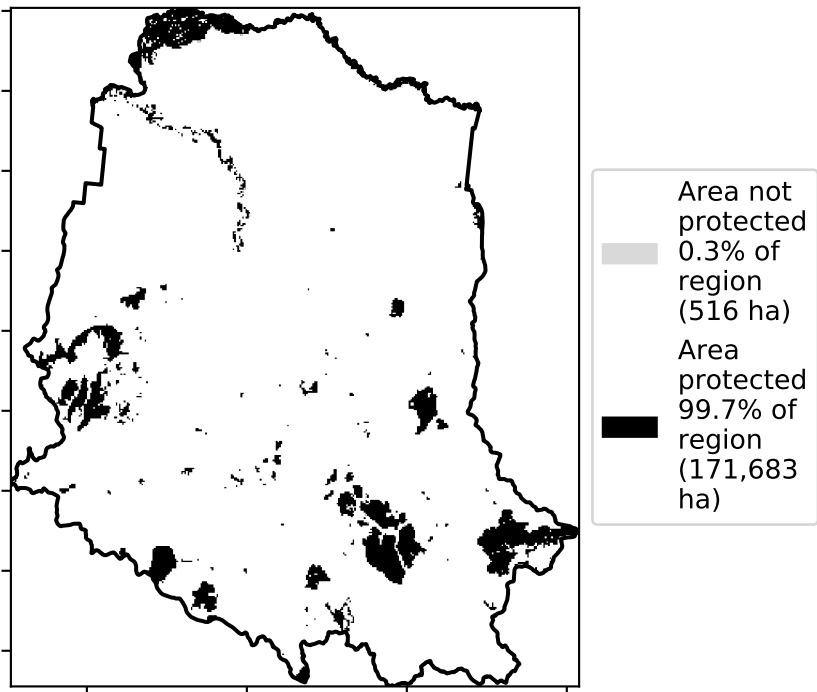 Area not
protected
0.3% of
region
(516 ha)
Area
protected
99.7% of
region
(171,683
ha)